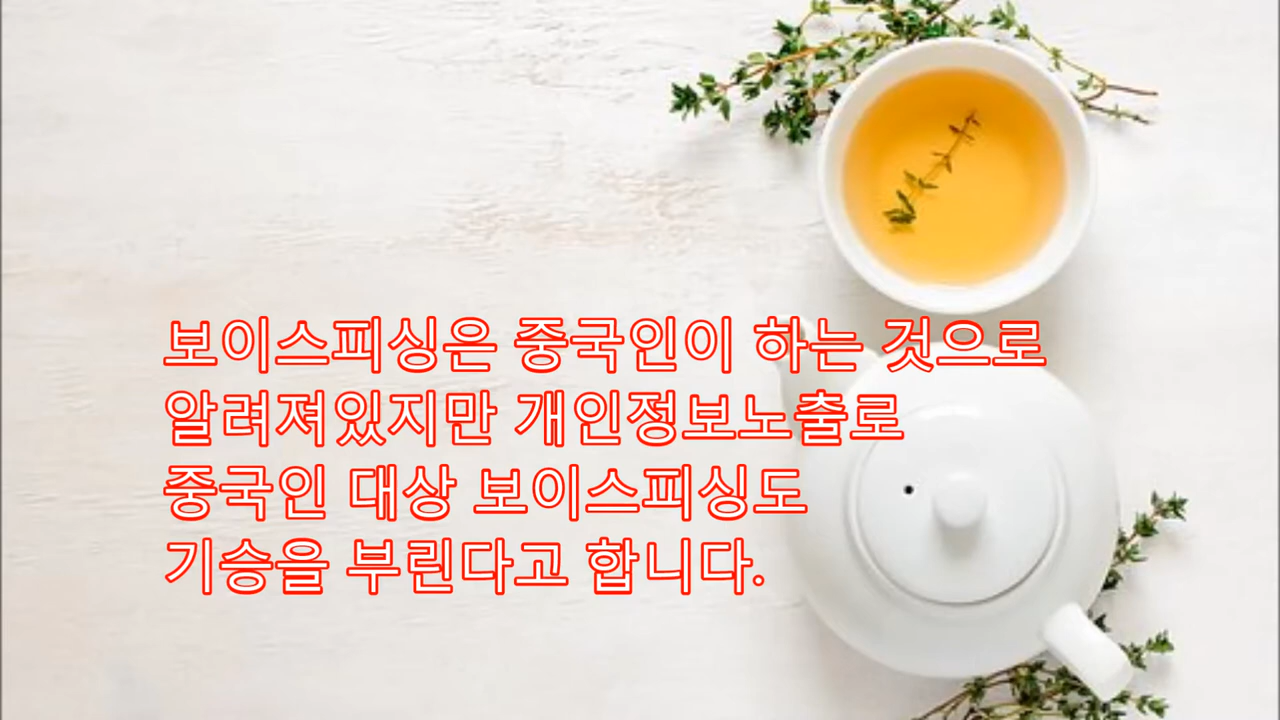 보이스피싱은 중국인이 하는 것으로
알려져있지만 개인정보노출로
중국인 대상 보이스피싱도
기승을 부린다고 합니다.